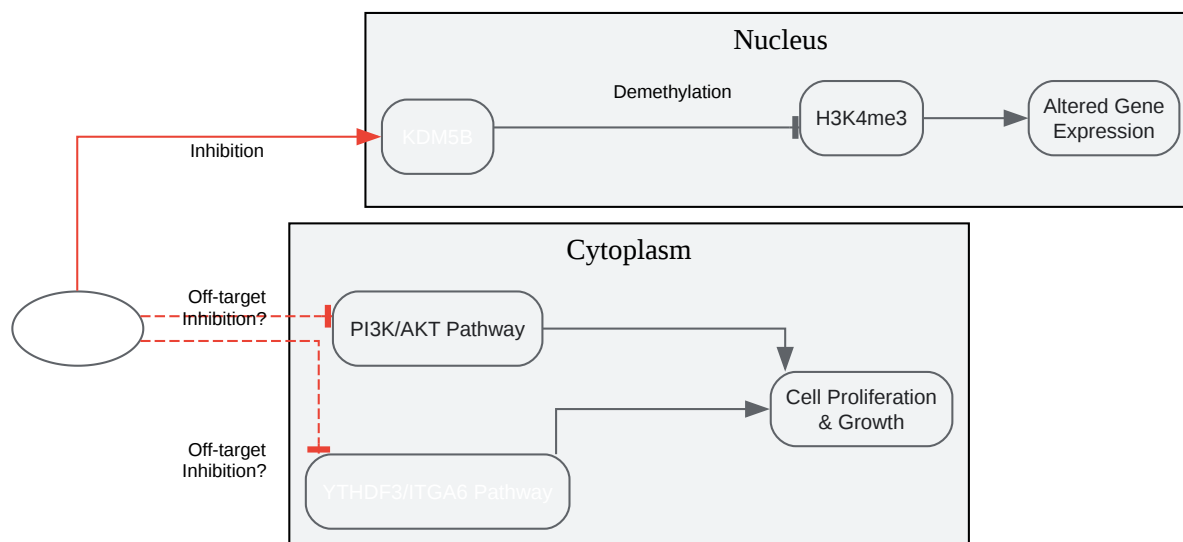 Nucleus
Demethylation
KDM5B
H3K4me3
Altered Gene
Expression
Inhibition
Cytoplasm
Off-target
Inhibition?
PI3K/AKT Pathway
Cell Proliferation
& Growth
Off-target
Inhibition?
YTHDF3/ITGA6 Pathway